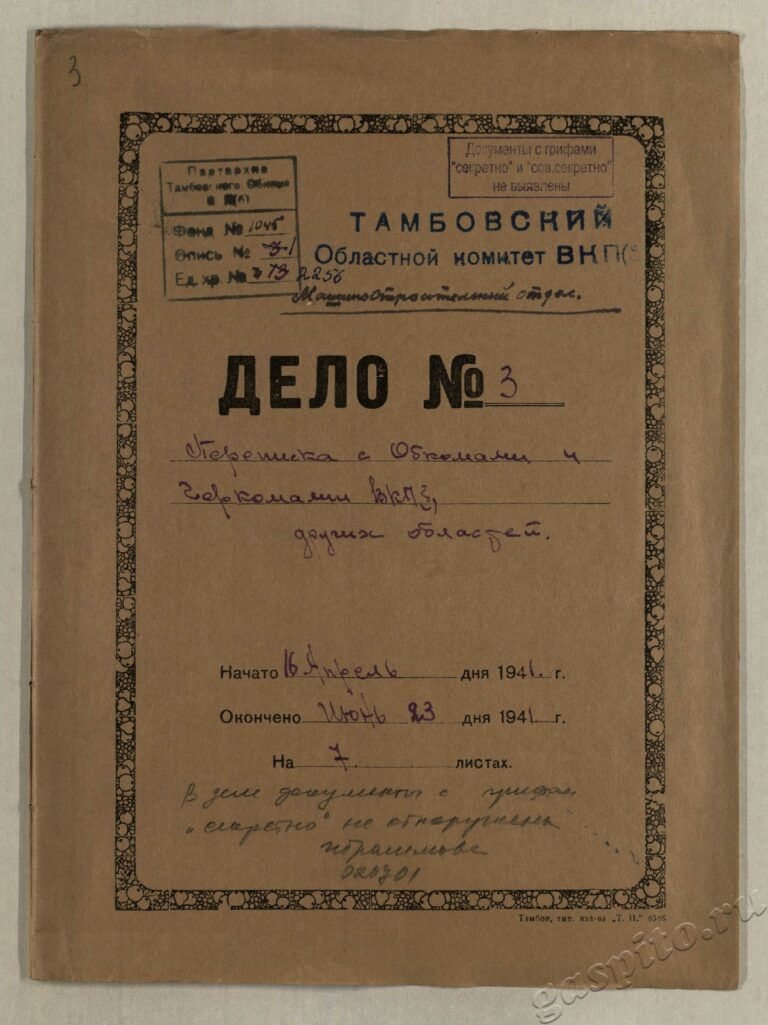 3
Партархив
Тамбовского Обкома
ВКП(б)
Фонд № 1045
Опись № 1
Ед. хр. № 2256
Документы с грифами
"секретно" и "сов.секретно"
не выявлены
ТАМБОВСКИЙ
Областной комитет ВКП(б
Машиностроительный отдел.
ДЕЛО № 3
Переписка с Обкомами и
Горкомами ВКПб,
других областей.
Начато 16 Апрель дня 1941. г.
Окончено Июнь 23 дня 1941. г.
На 7. листах.
В деле документы с грифом
„секретно" не обнаружены
020701
Тамбов, тип. изд-ва „Т. П."
gaspito.ru